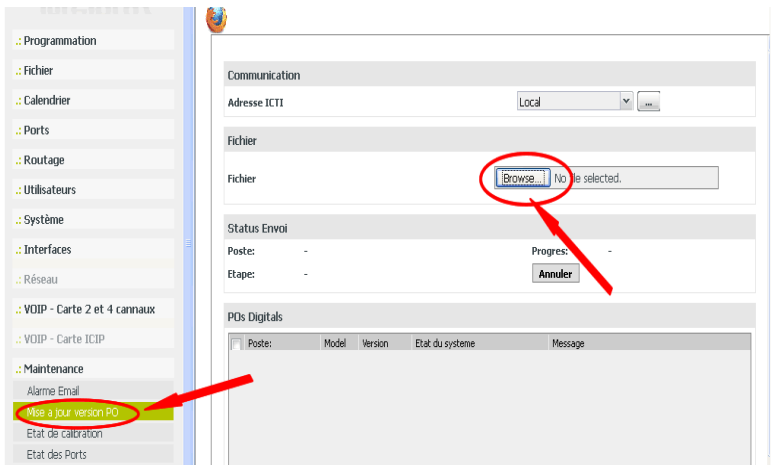 .: Programmation
.: Fichier
.: Calendrier
.: Ports
.: Routage
.: Utilisateurs
.: Système
.: Interfaces
.: Réseau
.: VOIP - Carte 2 et 4 cannaux
.: VOIP - Carte ICIP
.: Maintenance
Alarme Email
Mise a jour version PO
Etat de calibration
Etat des Ports
Communication
Adresse ICTI Local ...
Fichier
Fichier Browse... No selected.
Status Envoi
Poste: - Progres: -
Etape: - Annuler
POs Digitals
Poste: Model Version Etat du systeme Message